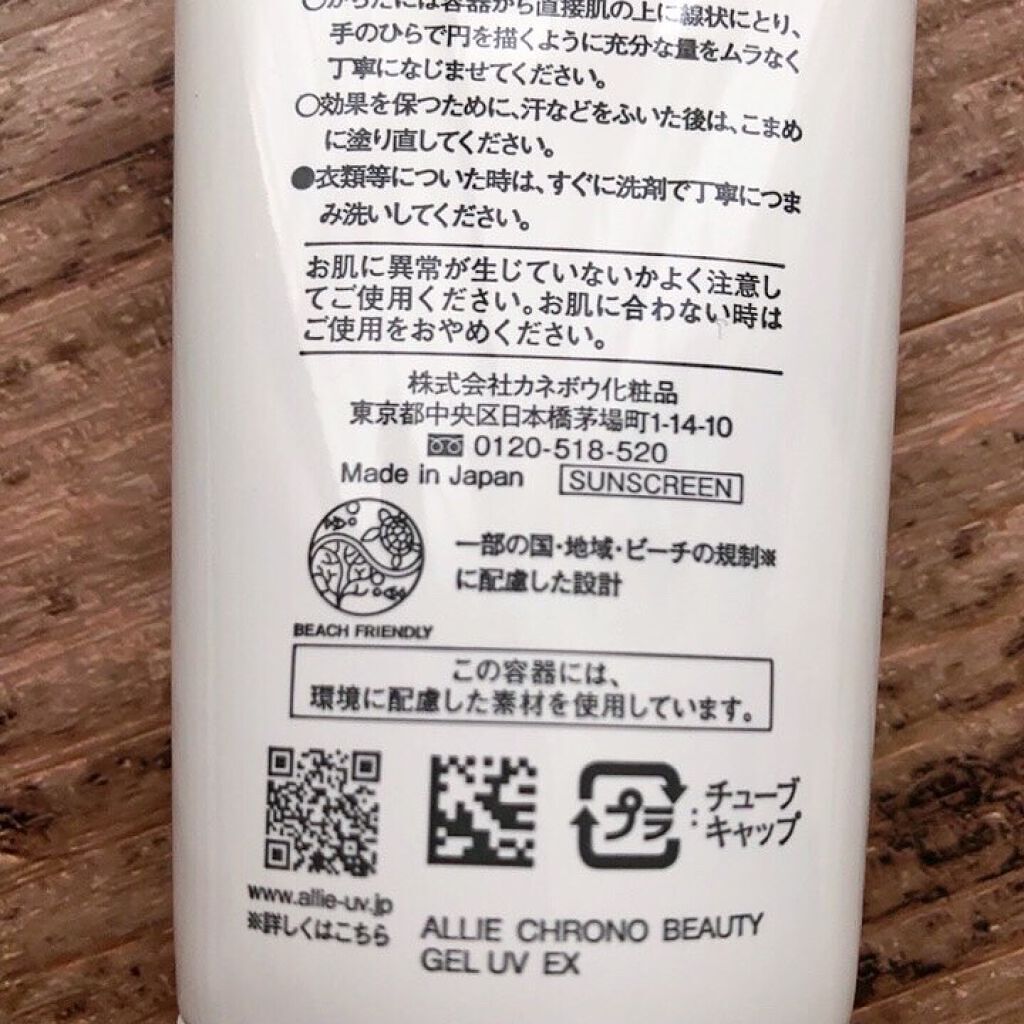 ○からだには容器から直接肌の上に線状にとり、
手のひらで円を描くように充分な量をムラなく
丁寧になじませてください。
○効果を保つために、汗などをふいた後は、こまめ
に塗り直してください。
●衣類等についた時は、すぐに洗剤で丁寧につま
み洗いしてください。
お肌に異常が生じていないかよく注意し
てご使用ください。お肌に合わない時は
ご使用をおやめください。
株式会社カネボウ化粧品
東京都中央区日本橋茅場町1-14-10
0120-518-520
Made in Japan SUNSCREEN
一部の国・地域・ビーチの規制※
に配慮した設計
BEACH FRIENDLY
この容器には、
環境に配慮した素材を使用しています。
プラ : チューブ
キャップ
www.allie-uv.jp
※詳しくはこちら
ALLIE CHRONO BEAUTY
GEL UV EX